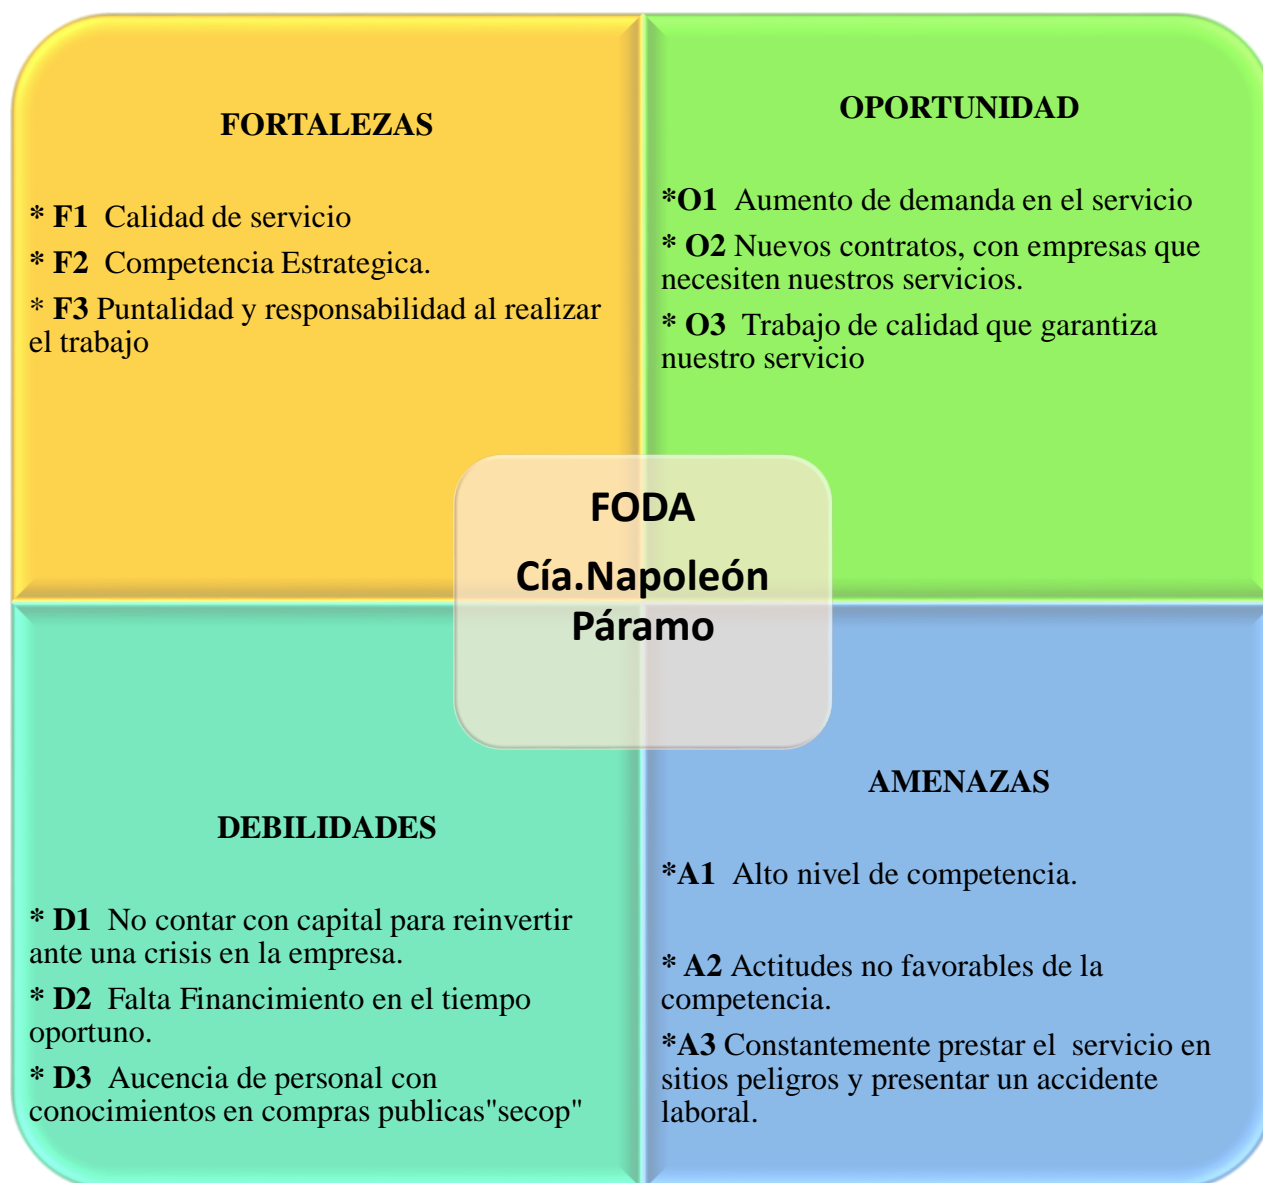 FORTALEZAS
* F1  Calidad de servicio
* F2  Competencia Estrategica.
* F3 Puntalidad y responsabilidad al realizar
el trabajo
OPORTUNIDAD
*O1  Aumento de demanda en el servicio
* O2 Nuevos contratos, con empresas que
necesiten nuestros servicios.
* O3  Trabajo de calidad que garantiza
nuestro servicio
FODA
Cía.Napoleón
Páramo
DEBILIDADES
* D1  No contar con capital para reinvertir
ante una crisis en la empresa.
* D2  Falta Financimiento en el tiempo
oportuno.
* D3  Aucencia de personal con
conocimientos en compras publicas"secop"
AMENAZAS
*A1  Alto nivel de competencia.
* A2 Actitudes no favorables de la
competencia.
*A3 Constantemente prestar el  servicio en
sitios peligros y presentar un accidente
laboral.